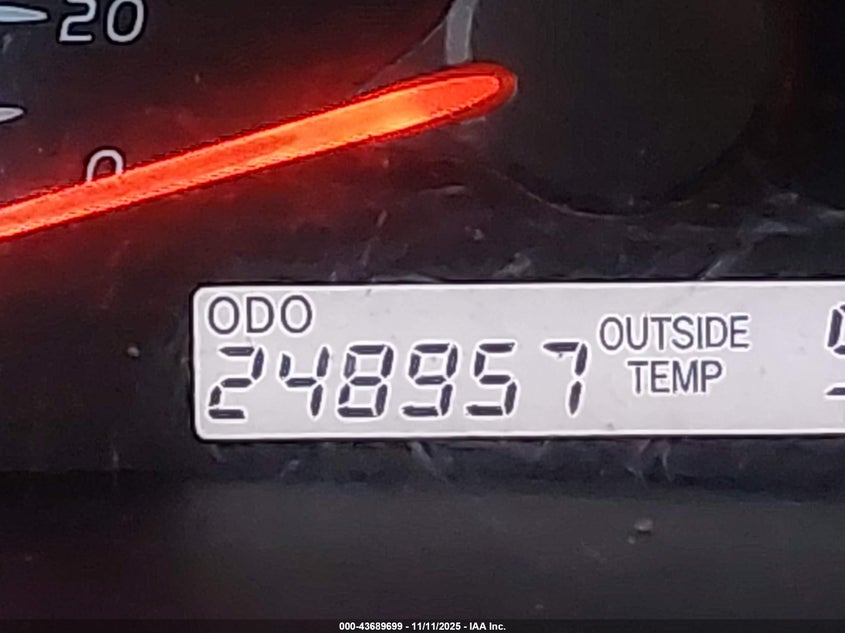 20
0
ODO
248957
OUTSIDE
TEMP
000-43689699 - 11/11/2025 - IAA Inc.